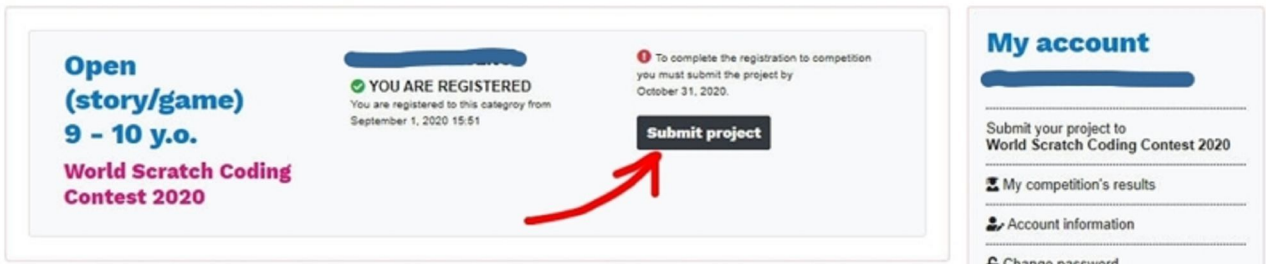 Open
(story/game)
9 - 10 y.o.
World Scratch Coding
Contest 2020
YOU ARE REGISTERED
You are registered to this categroy from
September 1, 2020 15:51
To complete the registration to competition
you must submit the project by
October 31, 2020.
Submit project
My account
Submit your project to
World Scratch Coding Contest 2020
My competition's results
Account information
Change password